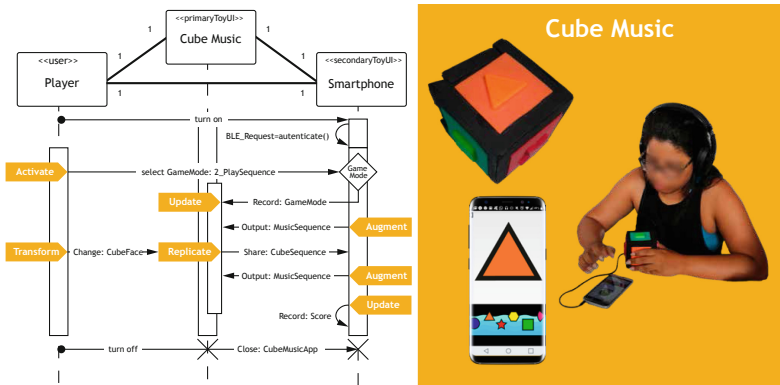 <<primaryToyUI>>
Cube Music
<<user>>
Player
<<secondaryToyUI>>
Smartphone
1
1
1
1
1
1
turn on
BLE_Request=autenticate()
Activate
select GameMode: 2_PlaySequence
Game
Mode
Update
Record: GameMode
Output: MusicSequence
Augment
Transform
Change: CubeFace
Replicate
Share: CubeSequence
Output: MusicSequence
Augment
Update
Record: Score
turn off
Close: CubeMusicApp
Cube Music